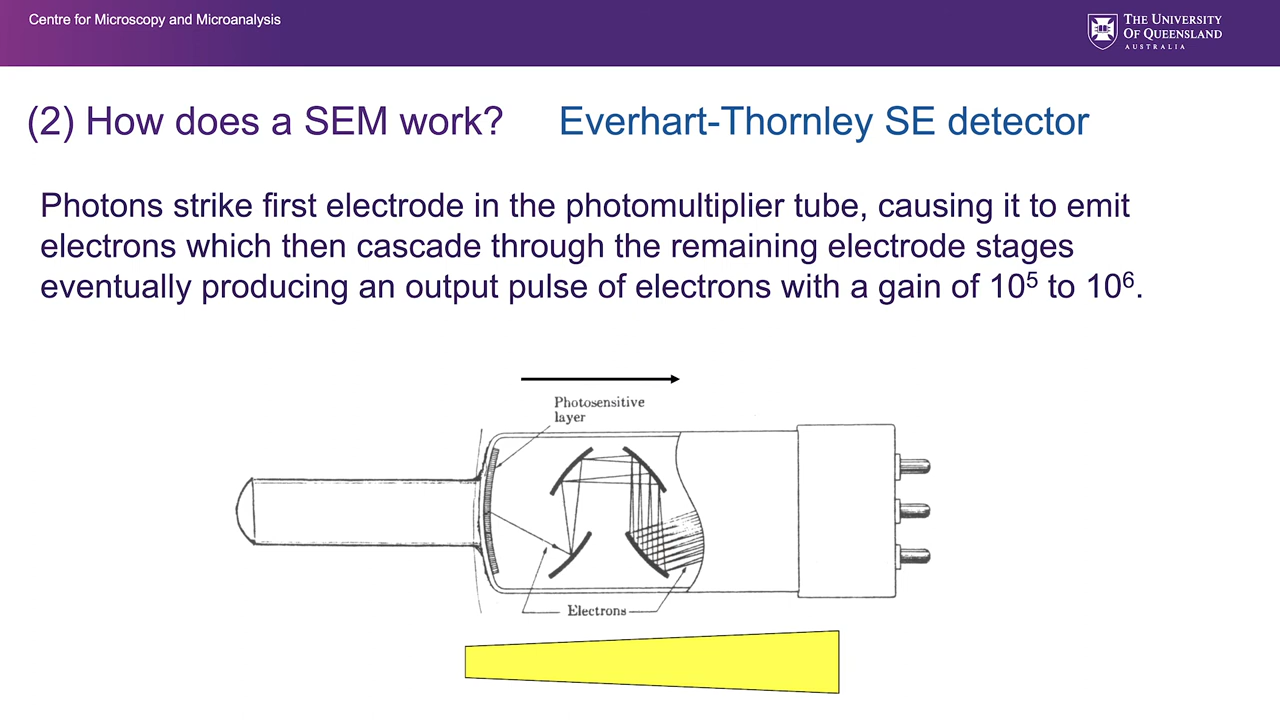 Centre for Microscopy and Microanalysis
THE UNIVERSITY
OF QUEENSLAND
AUSTRALIA
(2) How does a SEM work? Everhart-Thornley SE detector
Photons strike first electrode in the photomultiplier tube, causing it to emit
electrons which then cascade through the remaining electrode stages
eventually producing an output pulse of electrons with a gain of 10⁵ to 10⁶.
Photosensitive
layer
Electrons